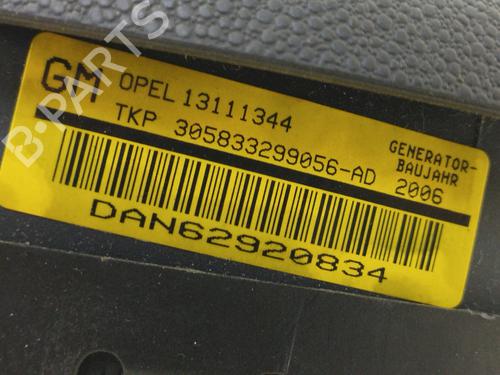 B-PARTS
GM OPEL 13111344
TKP 305833299056-AD
GENERATOR-
BAUJAHR
2006
DAN62920834